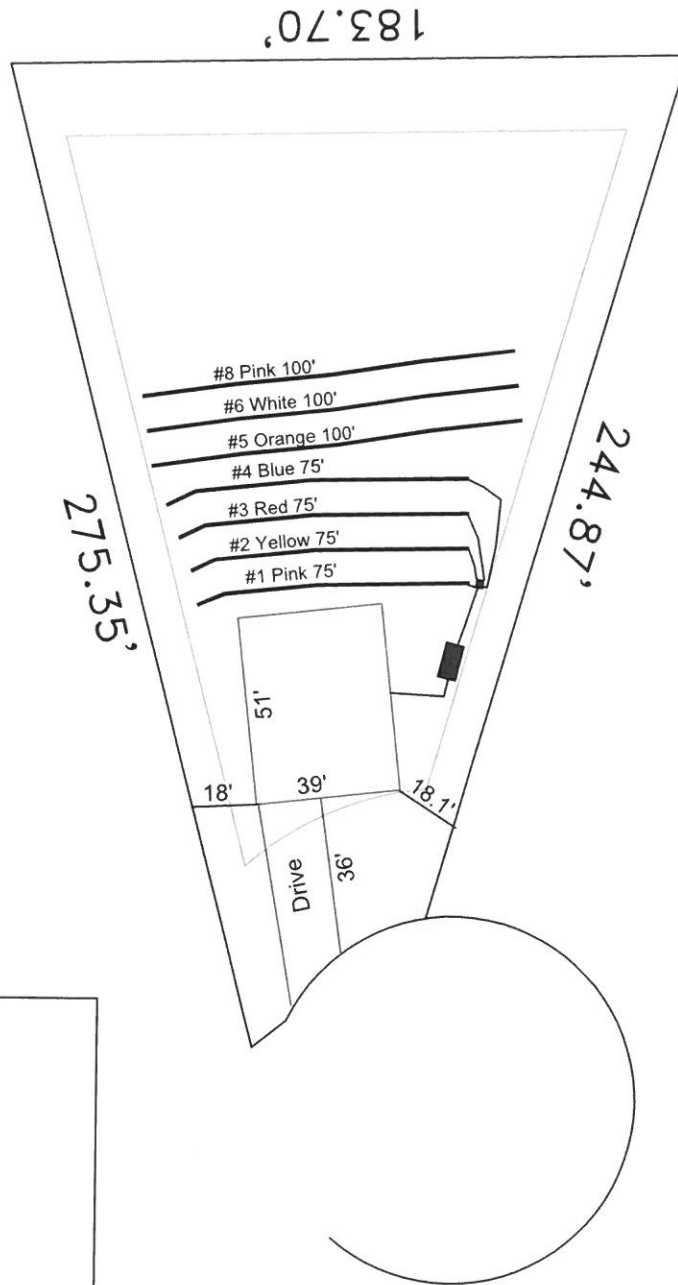 183.70'
#8 Pink 100'
#6 White 100'
#5 Orange 100'
#4 Blue 75'
#3 Red 75'
#2 Yellow 75'
#1 Pink 75'
244.87'
275.35'
51'
18'
39'
18.1'
Drive
36'